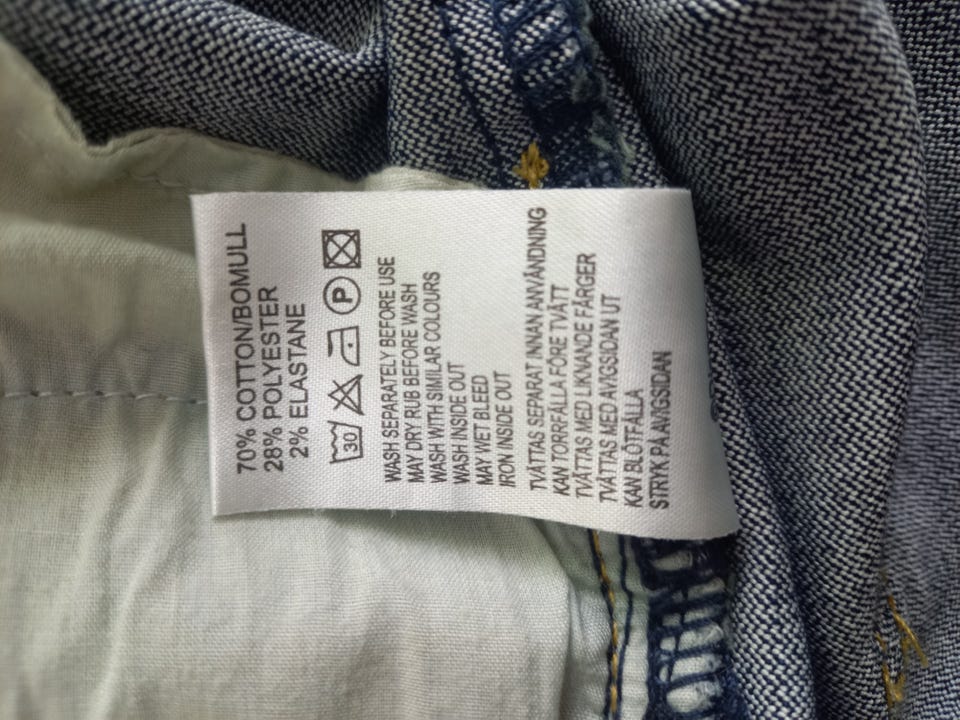 70% COTTON/BOMULL
28% POLYESTER
2% ELASTANE
30 P
WASH SEPARATELY BEFORE USE
MAY DRY RUB BEFORE WASH
WASH WITH SIMILAR COLOURS
WASH INSIDE OUT
MAY WET BLEED
IRON INSIDE OUT
TVÄTTAS SEPARAT INNAN ANVÄNDNING
KAN TORRFÄLLA FÖRE TVÄTT
TVÄTTAS MED LIKNANDE FÄRGER
TVÄTTAS MED AVIGSIDAN UT
KAN BLÖTFÄLLA
STRYK PÅ AVIGSIDAN